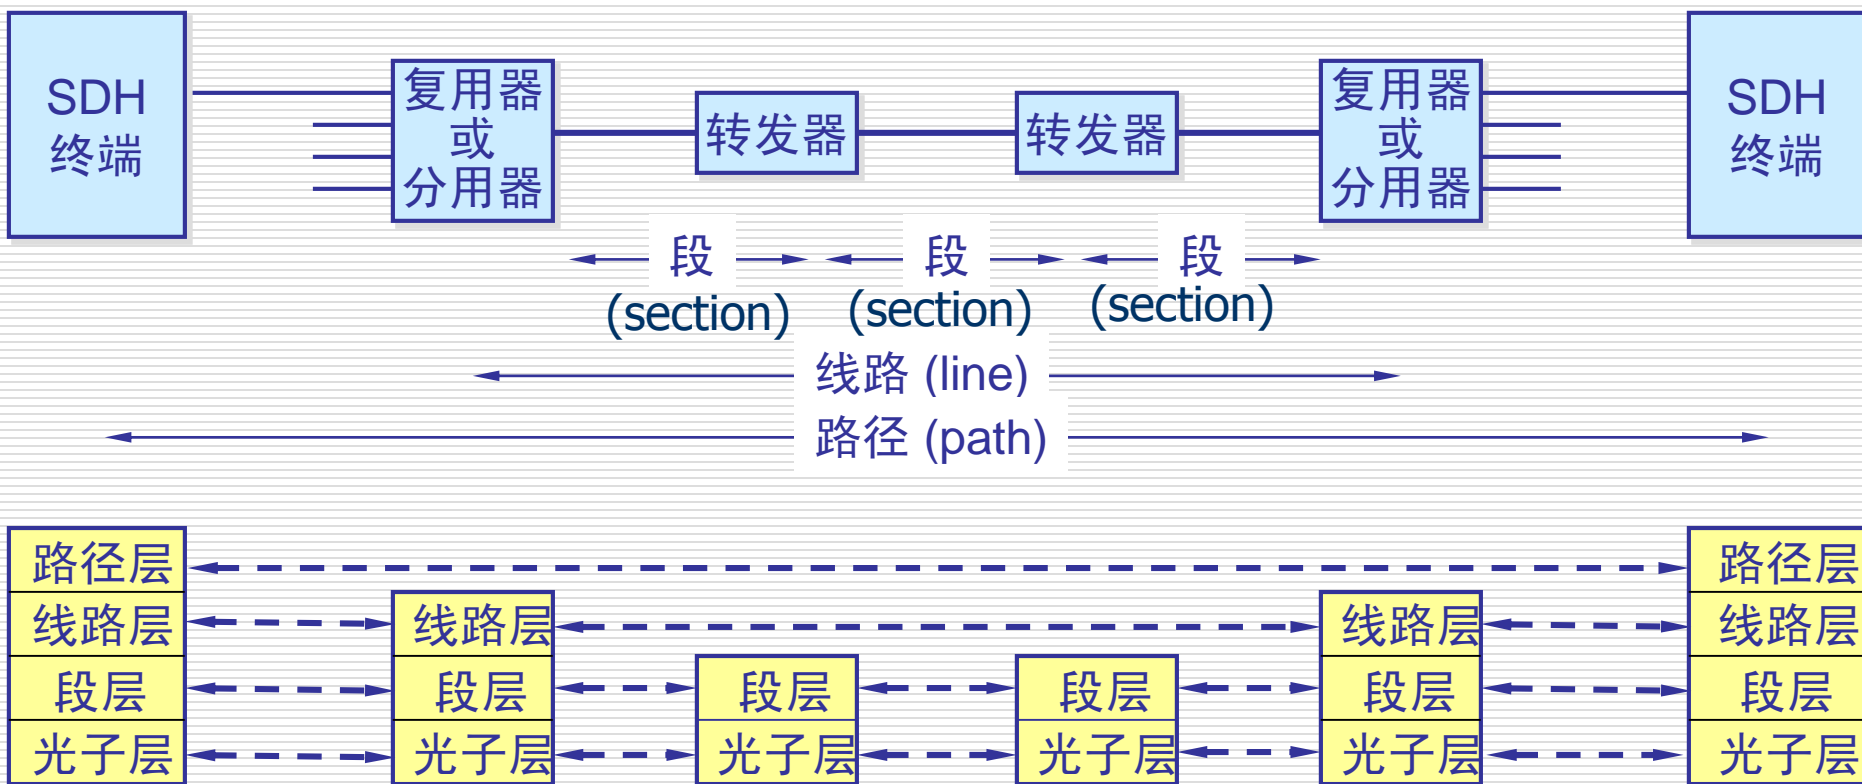 SDH
终端
复用器
或
分用器
转发器
转发器
复用器
或
分用器
SDH
终端
段
(section)
段
(section)
段
(section)
线路 (line)
路径 (path)
路径层
线路层
段层
光子层
线路层
段层
光子层
段层
光子层
段层
光子层
线路层
段层
光子层
路径层
线路层
段层
光子层